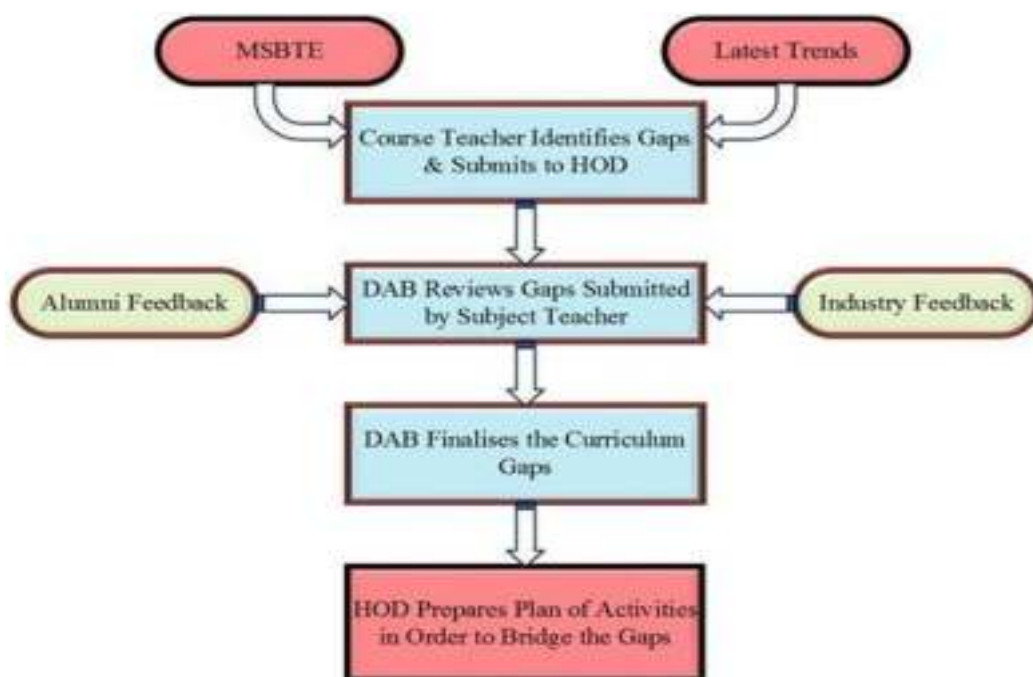 MSBTE
Latest Trends
Course Teacher Identifies Gaps
& Submits to HOD
Alumni Feedback
DAB Reviews Gaps Submitted
by Subject Teacher
Industry Feedback
DAB Finalises the Curriculum
Gaps
HOD Prepares Plan of Activities
in Order to Bridge the Gaps